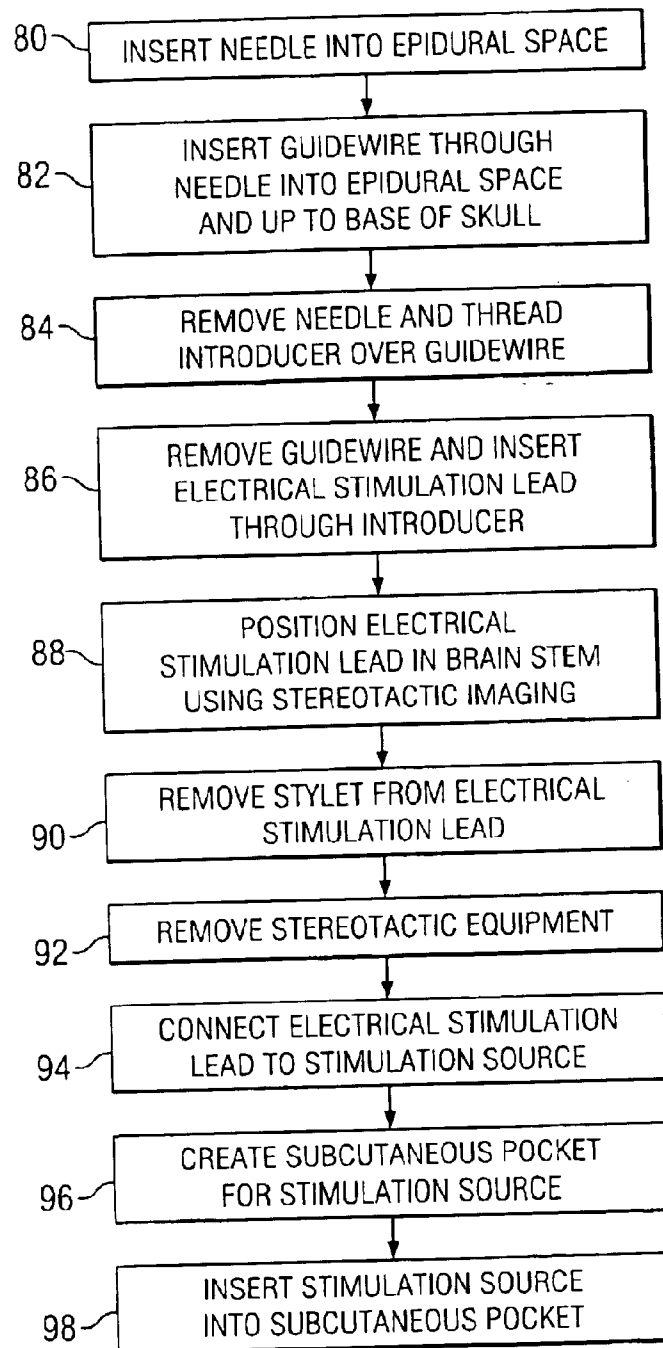 80
INSERT NEEDLE INTO EPIDURAL SPACE
82
INSERT GUIDEWIRE THROUGH
NEEDLE INTO EPIDURAL SPACE
AND UP TO BASE OF SKULL
84
REMOVE NEEDLE AND THREAD
INTRODUCER OVER GUIDEWIRE
86
REMOVE GUIDEWIRE AND INSERT
ELECTRICAL STIMULATION LEAD
THROUGH INTRODUCER
88
POSITION ELECTRICAL
STIMULATION LEAD IN BRAIN STEM
USING STEREOTACTIC IMAGING
90
REMOVE STYLET FROM ELECTRICAL
STIMULATION LEAD
92
REMOVE STEREOTACTIC EQUIPMENT
94
CONNECT ELECTRICAL STIMULATION
LEAD TO STIMULATION SOURCE
96
CREATE SUBCUTANEOUS POCKET
FOR STIMULATION SOURCE
98
INSERT STIMULATION SOURCE
INTO SUBCUTANEOUS POCKET